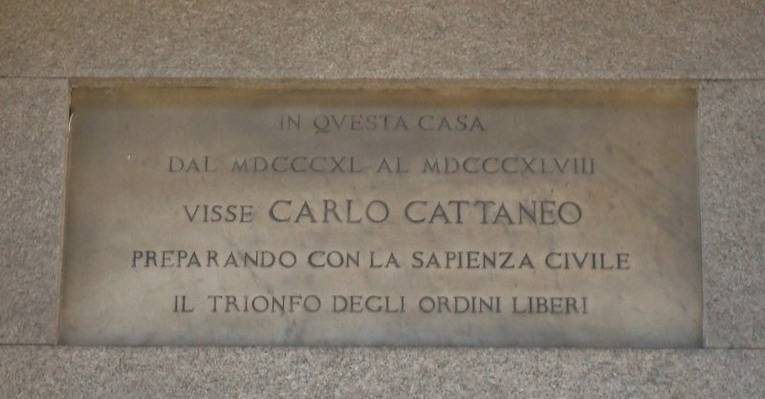 IN QVESTA CASA
DAL MDCCCXL AL MDCCCXLVIII
VISSE CARLO CATTANEO
PREPARANDO CON LA SAPIENZA CIVILE
IL TRIONFO DEGLI ORDINI LIBERI